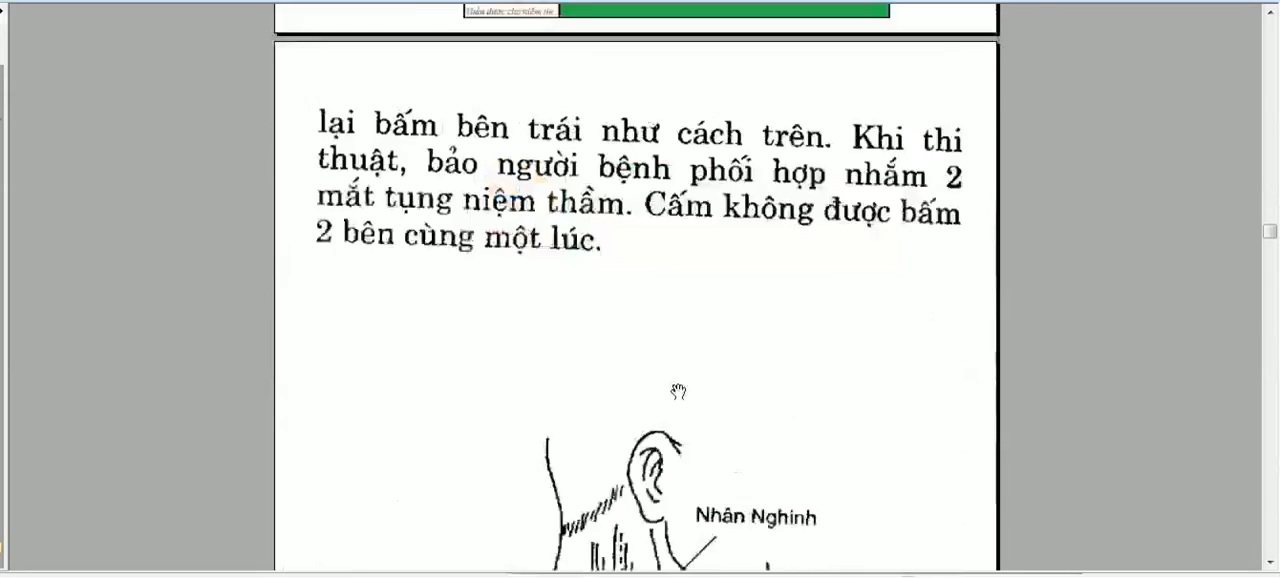 lại bấm bên trái như cách trên. Khi thi
thuật, bảo người bệnh phối hợp nhắm 2
mắt tụng niệm thầm. Cấm không được bấm
2 bên cùng một lúc.
Nhân Nghinh